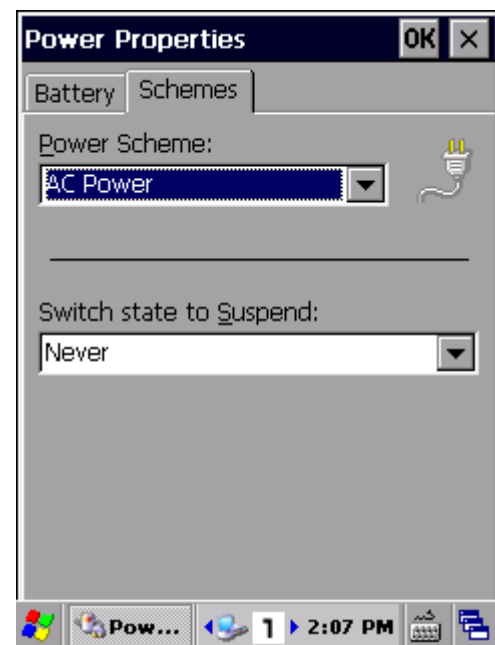 Power Properties OK ×
Battery Schemes
Power Scheme:
AC Power
Switch state to Suspend:
Never
Pow... 1 2:07 PM